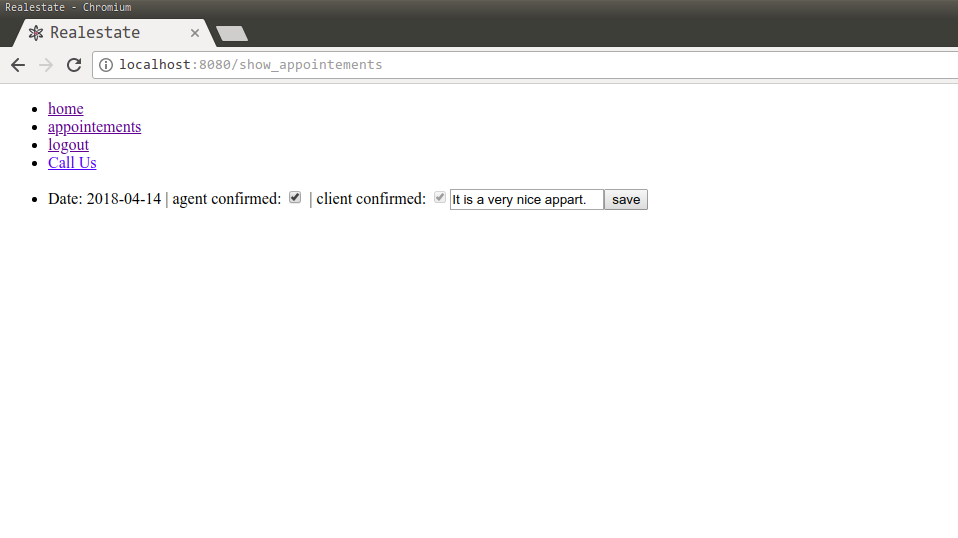 Realestate - Chromium
Realestate
localhost:8080/show_appointements
home
appointements
logout
Call Us
Date: 2018-04-14 | agent confirmed: | client confirmed: It is a very nice appart. save